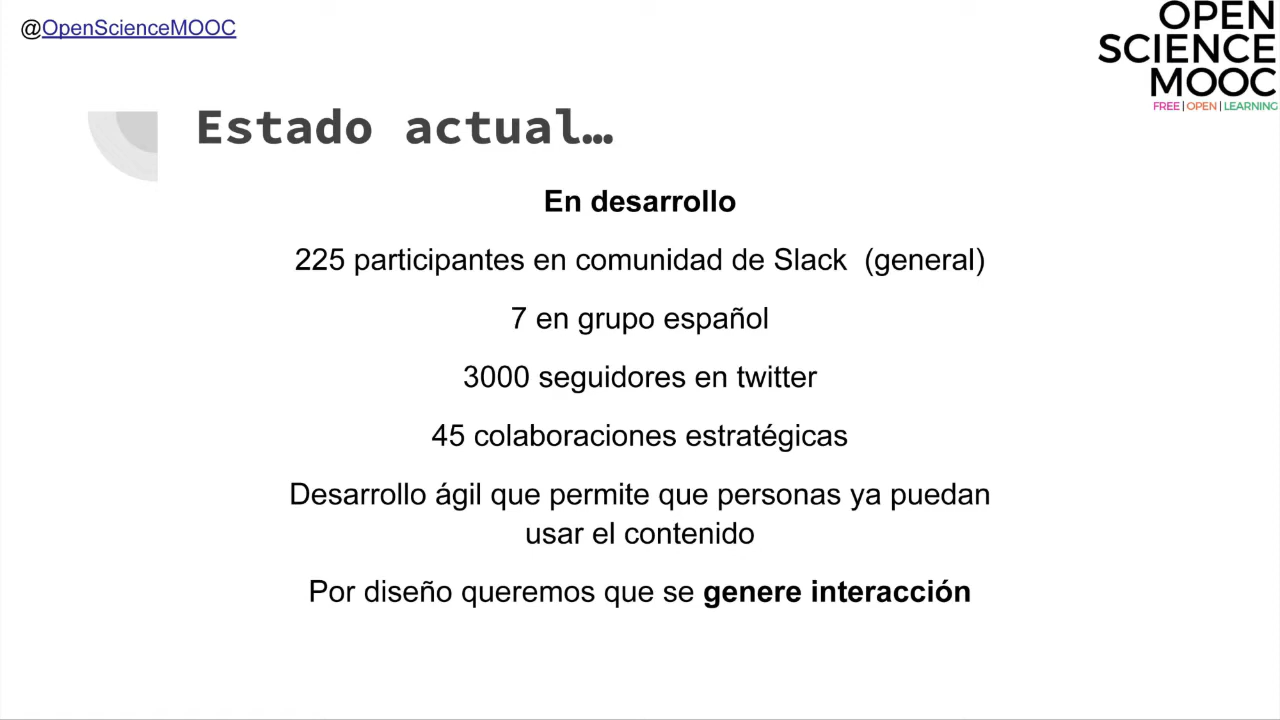 @OpenScienceMOOC
OPEN
SCIENCE
MOOC
FREE | OPEN | LEARNING
Estado actual…
En desarrollo
225 participantes en comunidad de Slack  (general)
7 en grupo español
3000 seguidores en twitter
45 colaboraciones estratégicas
Desarrollo ágil que permite que personas ya puedan
usar el contenido
Por diseño queremos que se genere interacción